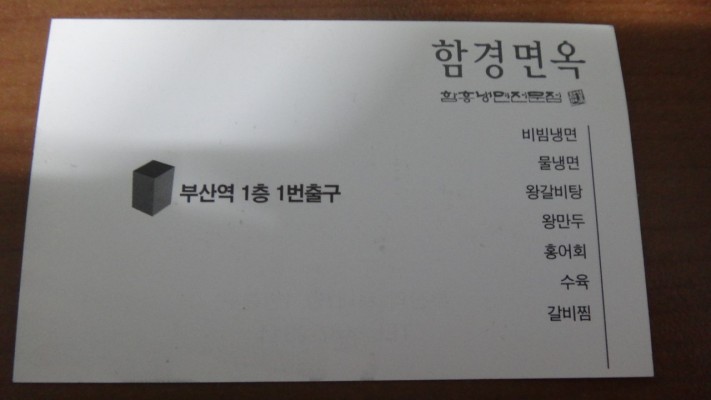 함경면옥
함흥냉면전문점
비빔냉면
물냉면
왕갈비탕
부산역 1층 1번출구
왕만두
홍어회
수육
갈비찜